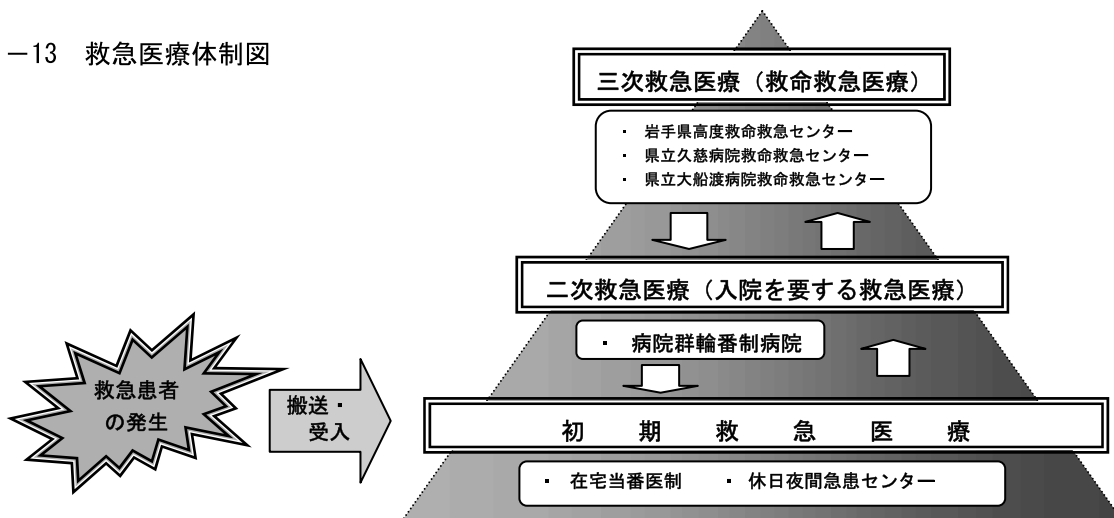 －13　救急医療体制図
三次救急医療（救命救急医療）
・ 岩手県高度救命救急センター
・ 県立久慈病院救命救急センター
・ 県立大船渡病院救命救急センター
二次救急医療（入院を要する救急医療）
・ 病院群輪番制病院
救急患者
の発生
搬送・
受入
初期救急医療
・ 在宅当番医制　・ 休日夜間急患センター